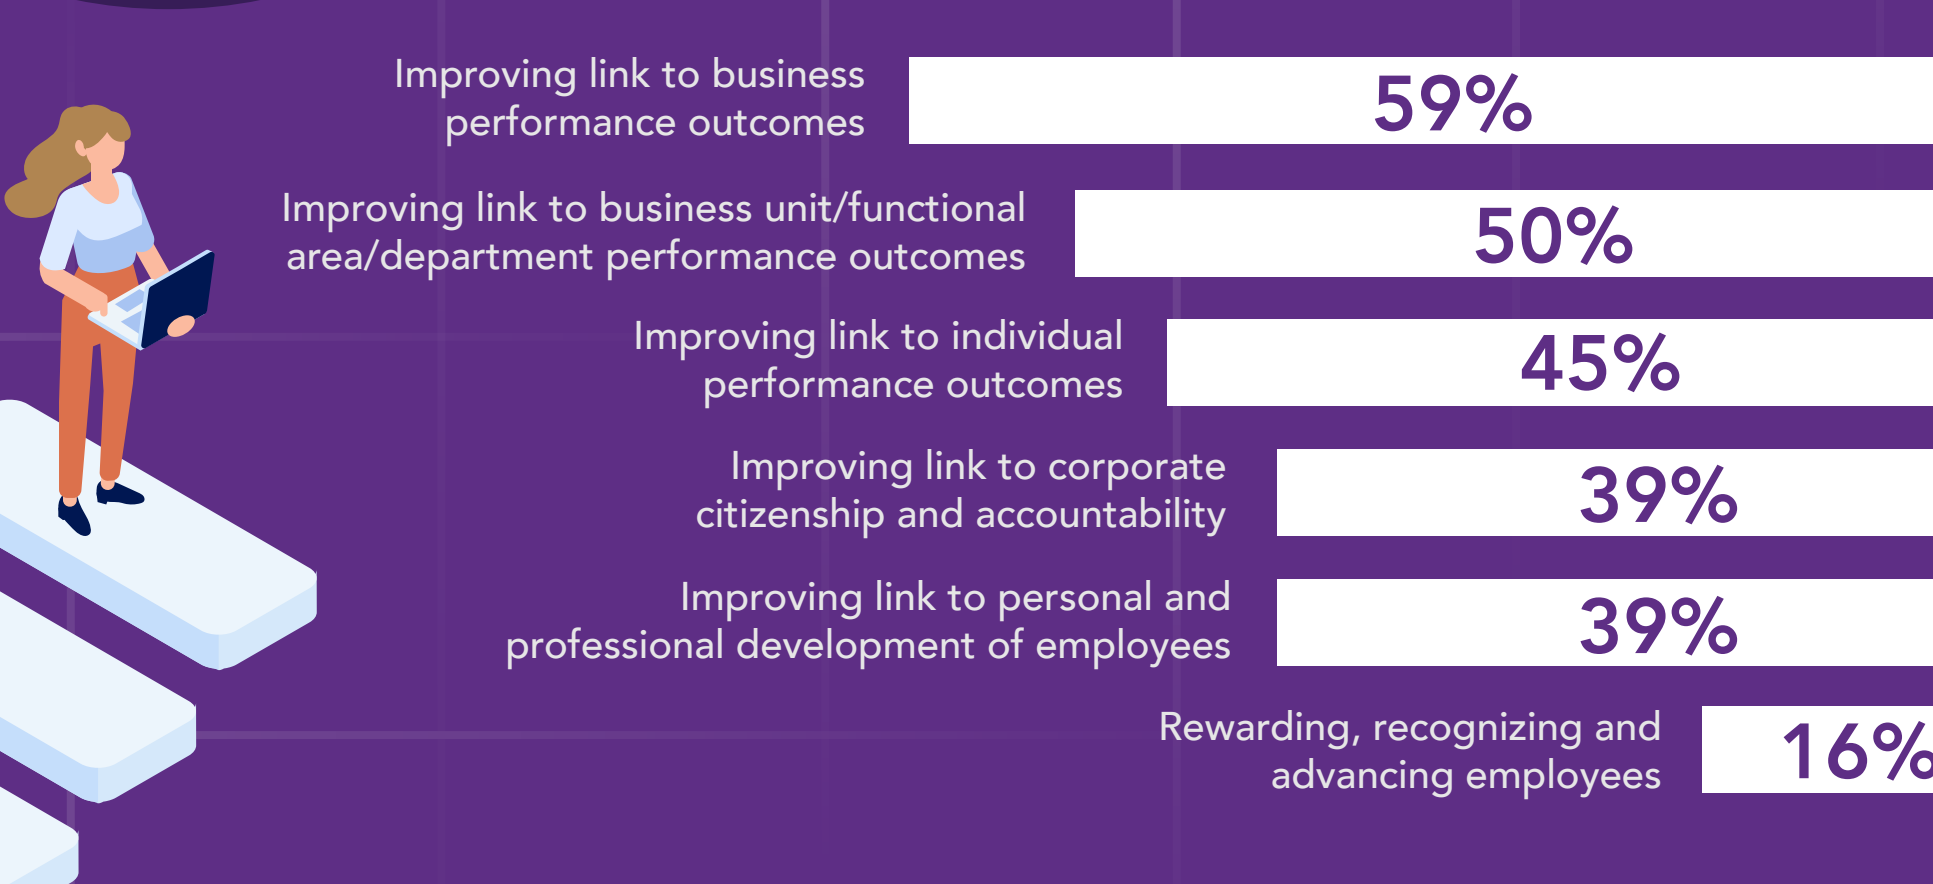 Improving link to business
performance outcomes
59%
Improving link to business unit/functional
area/department performance outcomes
50%
Improving link to individual
performance outcomes
45%
Improving link to corporate
citizenship and accountability
39%
Improving link to personal and
professional development of employees
39%
Rewarding, recognizing and
advancing employees
16%